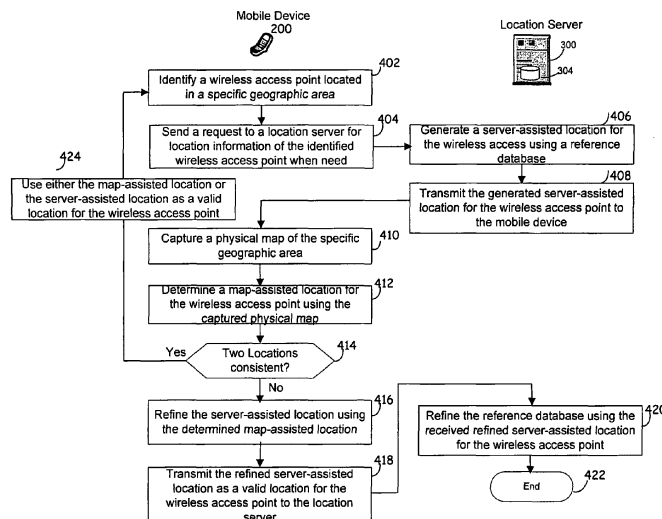 Mobile Device
200
Location Server
300
304
402
Identify a wireless access point located
in a specific geographic area
404
Send a request to a location server for
location information of the identified
wireless access point when need
406
Generate a server-assisted location for
the wireless access using a reference
database
424
Use either the map-assisted location or
the server-assisted location as a valid
location for the wireless access point
408
Transmit the generated server-assisted
location for the wireless access point to
the mobile device
410
Capture a physical map of the specific
geographic area
412
Determine a map-assisted location for
the wireless access point using the
captured physical map
414
Yes
Two Locations
consistent?
No
416
Refine the server-assisted location using
the determined map-assisted location
420
Refine the reference database using the
received refined server-assisted location
for the wireless access point
418
Transmit the refined server-assisted
location as a valid location for the
wireless access point to the location
server
End
422